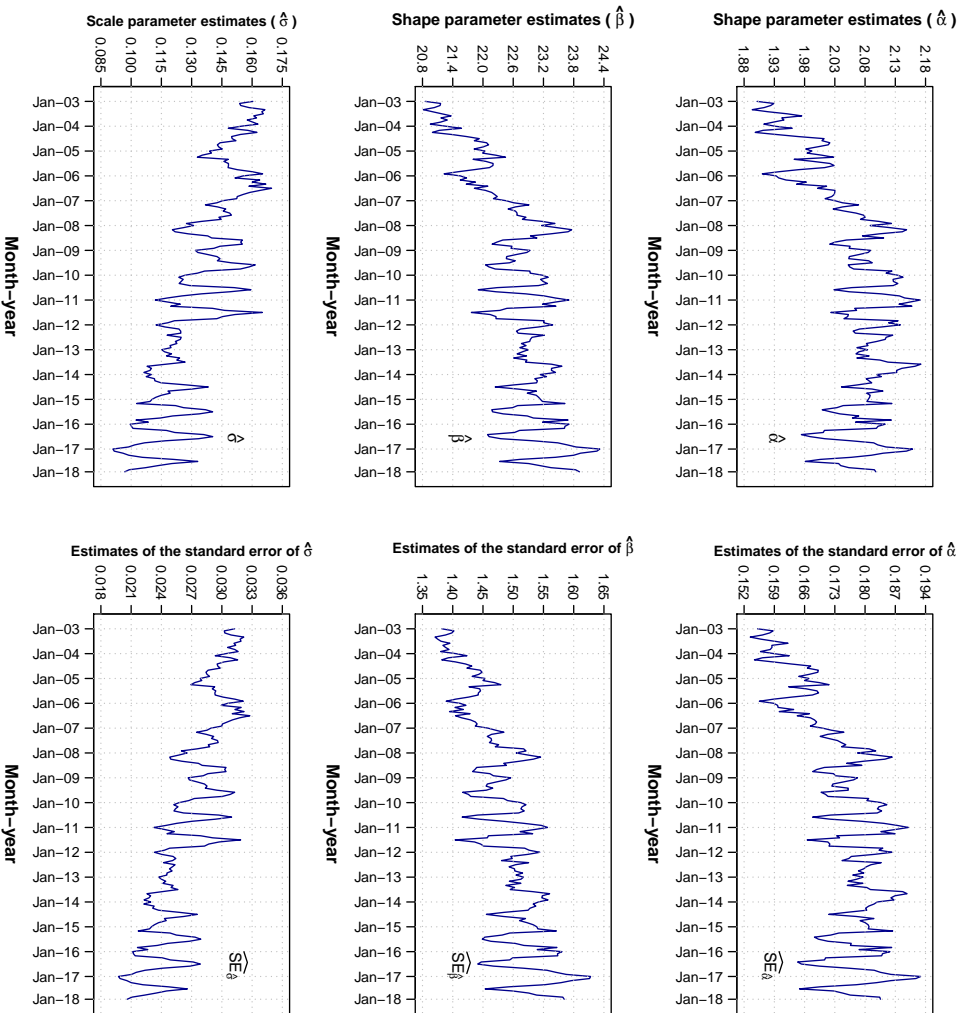 Scale parameter estimates ( σ̂ )
0.085
0.100
0.115
0.130
0.145
0.160
0.175
Jan−03
Jan−04
Jan−05
Jan−06
Jan−07
Jan−08
Jan−09
Jan−10
Jan−11
Jan−12
Jan−13
Jan−14
Jan−15
Jan−16
Jan−17
Jan−18
Month−year
σ̂
Shape parameter estimates ( β̂ )
20.8
21.4
22.0
22.6
23.2
23.8
24.4
Jan−03
Jan−04
Jan−05
Jan−06
Jan−07
Jan−08
Jan−09
Jan−10
Jan−11
Jan−12
Jan−13
Jan−14
Jan−15
Jan−16
Jan−17
Jan−18
Month−year
β̂
Shape parameter estimates ( α̂ )
1.88
1.93
1.98
2.03
2.08
2.13
2.18
Jan−03
Jan−04
Jan−05
Jan−06
Jan−07
Jan−08
Jan−09
Jan−10
Jan−11
Jan−12
Jan−13
Jan−14
Jan−15
Jan−16
Jan−17
Jan−18
Month−year
α̂
Estimates of the standard error of σ̂
0.018
0.021
0.024
0.027
0.030
0.033
0.036
Jan−03
Jan−04
Jan−05
Jan−06
Jan−07
Jan−08
Jan−09
Jan−10
Jan−11
Jan−12
Jan−13
Jan−14
Jan−15
Jan−16
Jan−17
Jan−18
Month−year
SE σ̂
Estimates of the standard error of β̂
1.35
1.40
1.45
1.50
1.55
1.60
1.65
Jan−03
Jan−04
Jan−05
Jan−06
Jan−07
Jan−08
Jan−09
Jan−10
Jan−11
Jan−12
Jan−13
Jan−14
Jan−15
Jan−16
Jan−17
Jan−18
Month−year
SE β̂
Estimates of the standard error of α̂
0.152
0.159
0.166
0.173
0.180
0.187
0.194
Jan−03
Jan−04
Jan−05
Jan−06
Jan−07
Jan−08
Jan−09
Jan−10
Jan−11
Jan−12
Jan−13
Jan−14
Jan−15
Jan−16
Jan−17
Jan−18
Month−year
SE α̂